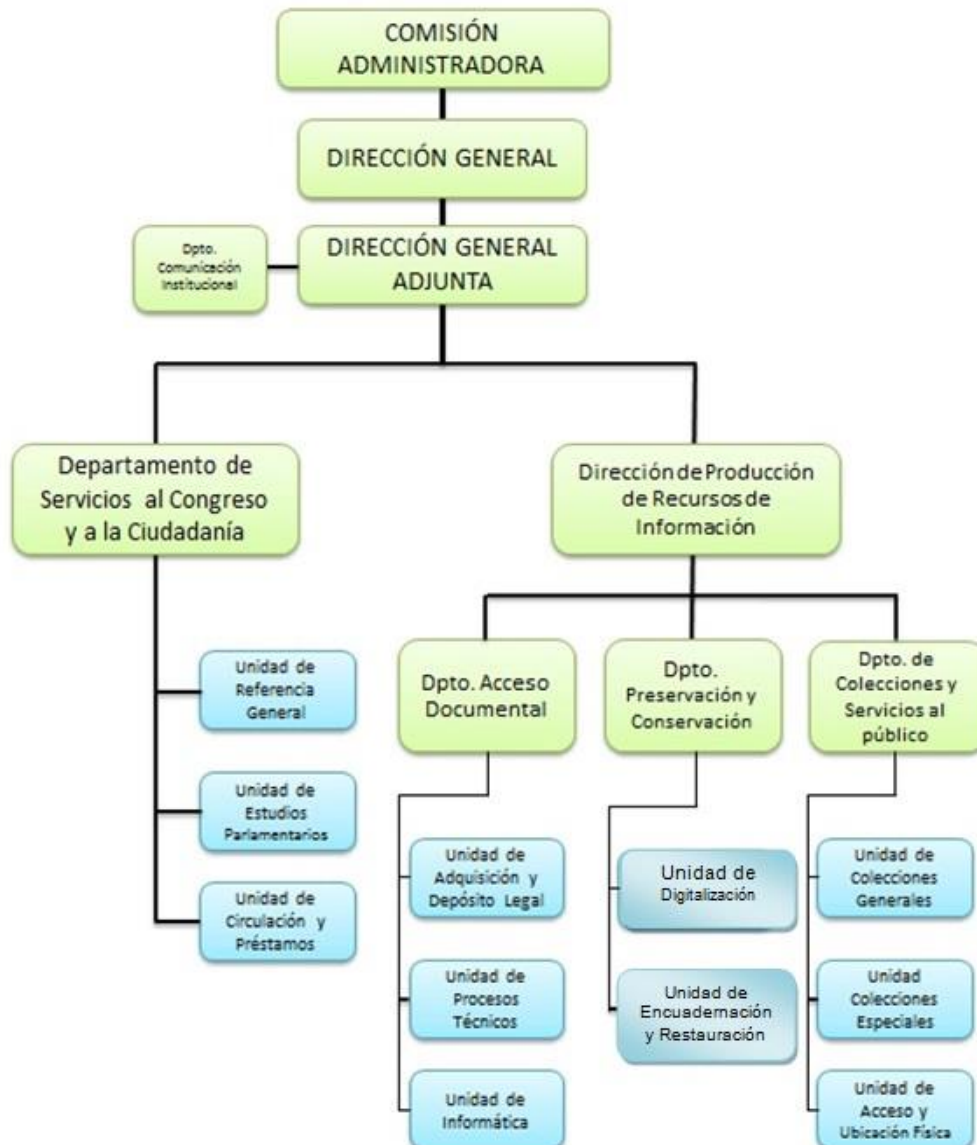 COMISIÓN
ADMINISTRADORA
DIRECCIÓN GENERAL
Dpto.
Comunicación
Institucional
DIRECCIÓN GENERAL
ADJUNTA
Departamento de
Servicios al Congreso
y a la Ciudadanía
Dirección de Producción
de Recursos de
Información
Unidad de
Referencia
General
Unidad de
Estudios
Parlamentarios
Unidad de
Circulación y
Préstamos
Dpto. Acceso
Documental
Unidad de
Adquisición y
Depósito Legal
Unidad de
Procesos
Técnicos
Unidad de
Informática
Dpto.
Preservación y
Conservación
Unidad de
Digitalización
Unidad de
Encuadernación
y Restauración
Dpto. de
Colecciones y
Servicios al
público
Unidad de
Colecciones
Generales
Unidad
Colecciones
Especiales
Unidad de
Acceso y
Ubicación Física